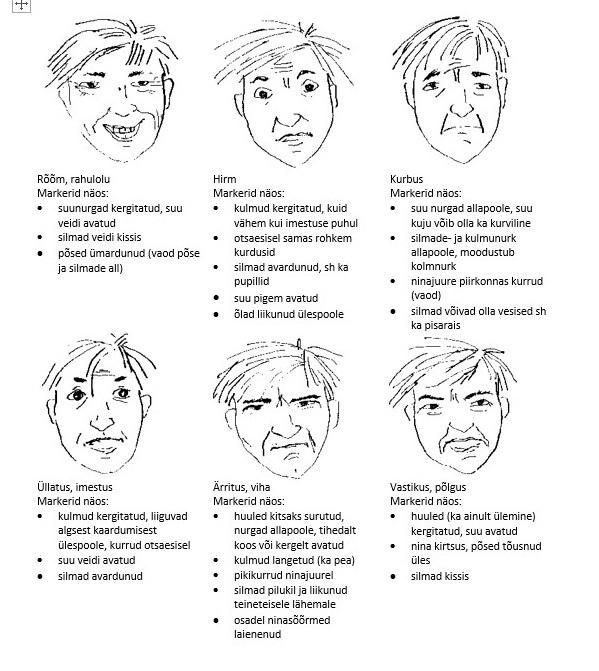 Rõõm, rahulolu
Markerid näos:
• suunurgad kergitatud, suu
veidi avatud
• silmad veidi kissis
• põsed ümardunud (vaod põse
ja silmade all)
Hirm
Markerid näos:
• kulmud kergitatud, kuid
vähem kui imestuse puhul
• otsaesisel samas rohkem
kurdusid
• silmad avardunud, sh ka
pupillid
• suu pigem avatud
• õlad liikunud ülespoole
Kurbus
Markerid näos:
• suu nurgad allapoole, suu
kuju võib olla ka kurviline
• silmade- ja kulmunurk
allapoole, moodustub
kolmnurk
• ninajuure piirkonnas kurrud
(vaod)
• silmad võivad olla vesised sh
ka pisarais
Üllatus, imestus
Markerid näos:
• kulmud kergitatud, liiguvad
algsest kaardumisest
ülespoole, kurrud otsaesisel
• suu veidi avatud
• silmad avardunud
Ärritus, viha
Markerid näos:
• huuled kitsaks surutud,
nurgad allapoole, tihedalt
koos või kergelt avatud
• kulmud langetud (ka pea)
• pikikurrud ninajuurel
• silmad pilukil ja liikunud
teineteisele lähemale
• osadel ninasõõrmed
laienenud
Vastikus, põlgus
Markerid näos:
• huuled (ka ainult ülemine)
kergitatud, suu avatud
• nina kirtsus, põsed tõusnud
üles
• silmad kissis